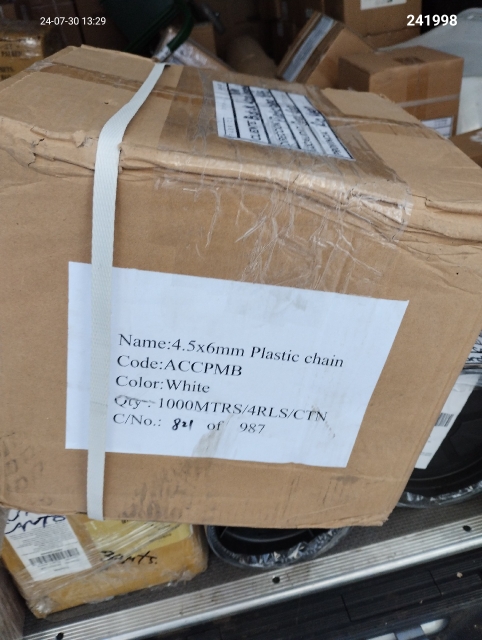 24-07-30 13:29
241998
Name:4.5x6mm Plastic chain
Code:ACCPMB
Color:White
Qty : 1000MTRS/4RLS/CTN
C/No.: 821 of 987